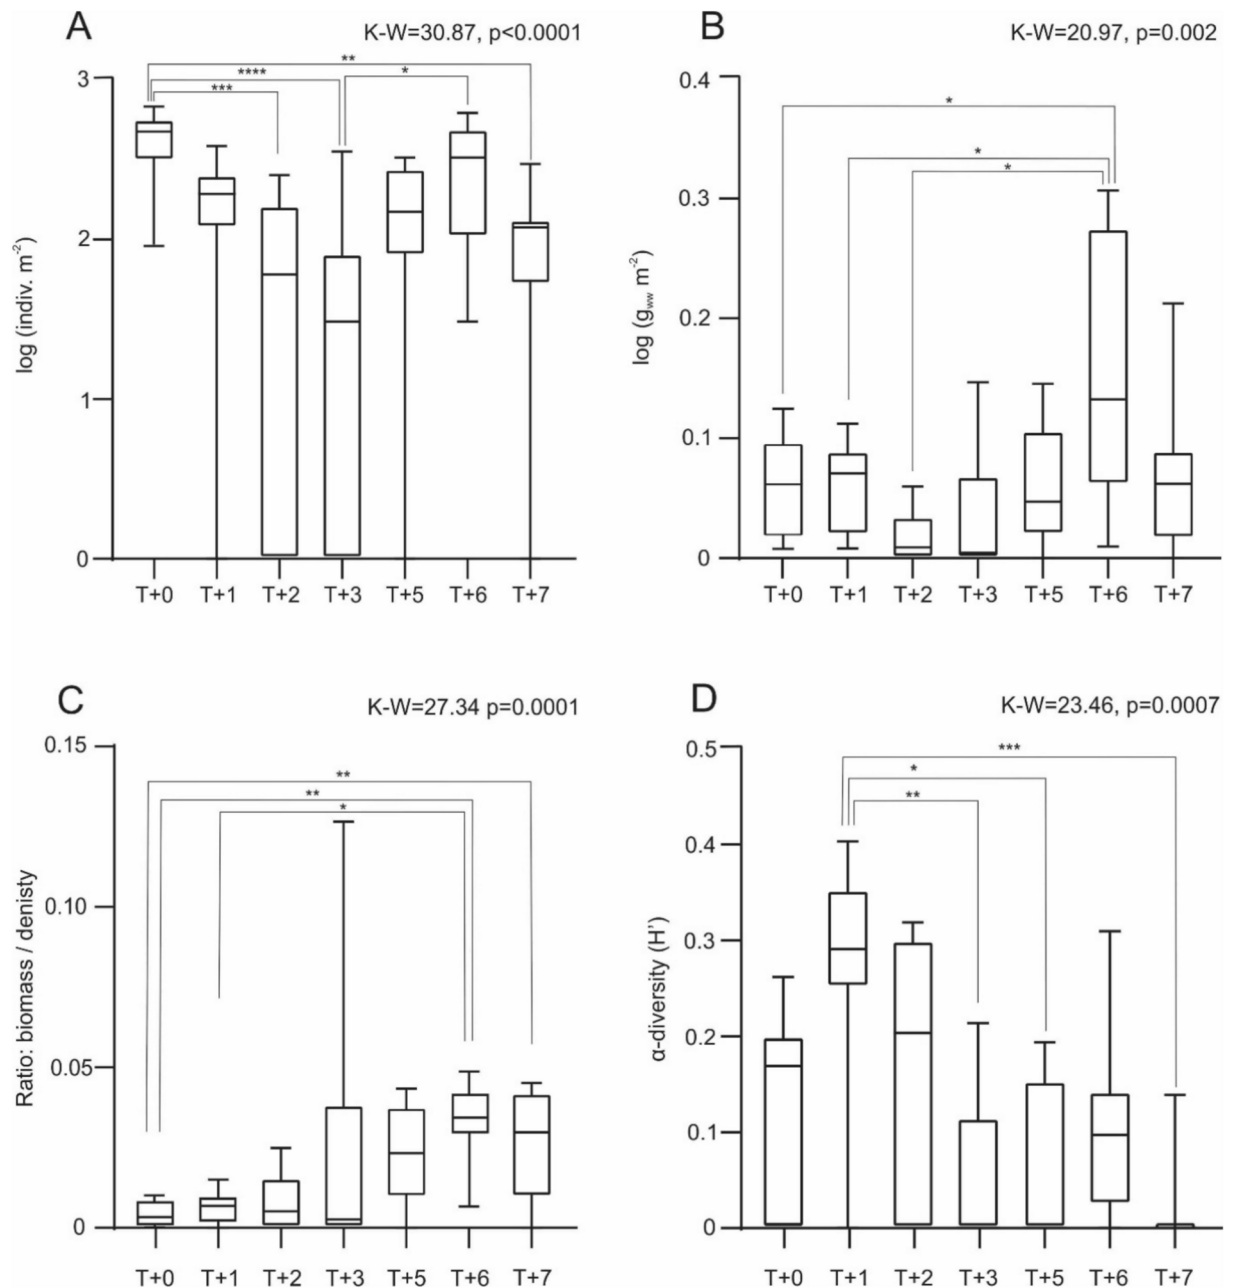 A
K-W=30.87, p<0.0001
**
****
*
***
3
2
1
0
log (indiv. m-2)
T+0 T+1 T+2 T+3 T+5 T+6 T+7
B
K-W=20.97, p=0.002
*
*
*
0.4
0.3
0.2
0.1
0
log (gww m-2)
T+0 T+1 T+2 T+3 T+5 T+6 T+7
C
K-W=27.34 p=0.0001
**
**
*
0.15
0.10
0.05
0
Ratio: biomass / denisty
T+0 T+1 T+2 T+3 T+5 T+6 T+7
D
K-W=23.46, p=0.0007
***
*
**
0.5
0.4
0.3
0.2
0.1
0
α-diversity (H')
T+0 T+1 T+2 T+3 T+5 T+6 T+7